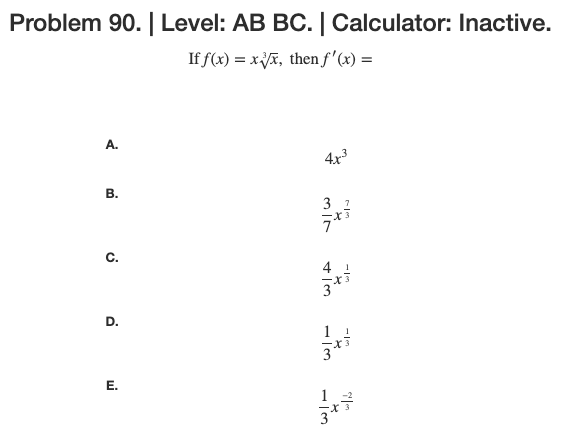 Problem 90. | Level: AB BC. | Calculator: Inactive.
If f(x) = x∛x, then f′(x) =
A. 4x³
B. 3/7 x^(7/3)
C. 4/3 x^(1/3)
D. 1/3 x^(1/3)
E. 1/3 x^(-2/3)